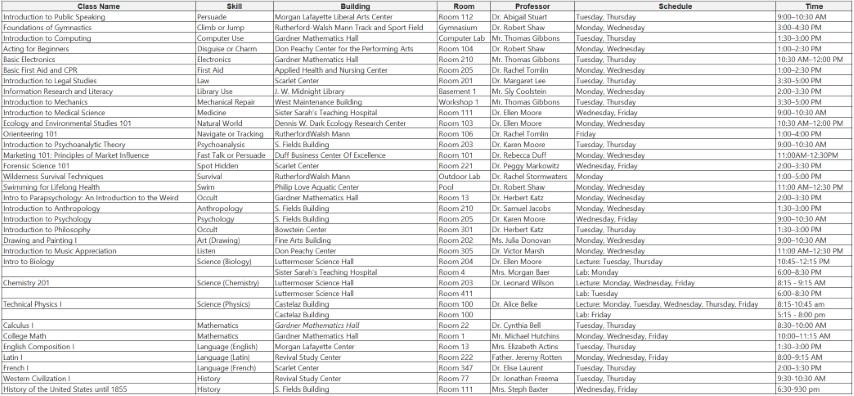 Class Name Skill Building Room Professor Schedule Time
Introduction to Public Speaking Persuade Morgan Lafayette Liberal Arts Center Room 112 Dr. Abigail Stuart Tuesday, Thursday 9:00–10:30 AM
Foundations of Gymnastics Climb or Jump Rutherford-Walsh Mann Track and Sport Field Gymnasium Dr. Robert Shaw Monday, Wednesday 3:00–4:30 PM
Introduction to Computing Computer Use Gardner Mathematics Hall Computer Lab Mr. Thomas Gibbons Tuesday, Thursday 1:30–3:00 PM
Acting for Beginners Disguise or Charm Don Peachy Center for the Performing Arts Room 104 Dr. Robert Shaw Monday, Wednesday 1:00–2:30 PM
Basic Electronics Electronics Gardner Mathematics Hall Room 210 Mr. Thomas Gibbons Tuesday, Thursday 10:30 AM–12:00 PM
Basic First Aid and CPR First Aid Applied Health and Nursing Center Room 205 Dr. Rachel Tomlin Monday, Wednesday 1:00–2:30 PM
Introduction to Legal Studies Law Scarlet Center Room 201 Dr. Margaret Lee Tuesday, Thursday 3:30–5:00 PM
Information Research and Literacy Library Use J. W. Midnight Library Basement 1 Mr. Sly Coolstein Monday, Wednesday 2:00–3:30 PM
Introduction to Mechanics Mechanical Repair West Maintenance Building Workshop 1 Mr. Thomas Gibbons Tuesday, Thursday 3:30–5:00 PM
Introduction to Medical Science Medicine Sister Sarah's Teaching Hospital Room 111 Dr. Ellen Moore Wednesday, Friday 9:00–10:30 AM
Ecology and Environmental Studies 101 Natural World Dennis W. Dark Ecology Research Center Room 103 Dr. Ellen Moore Monday, Wednesday 10:30 AM–12:00 PM
Orienteering 101 Navigate or Tracking RutherfordWalsh Mann Room 106 Dr. Rachel Tomlin Friday 1:00–4:00 PM
Introduction to Psychoanalytic Theory Psychoanalysis S. Fields Building Room 203 Dr. Karen Moore Tuesday, Thursday 9:00–10:30 AM
Marketing 101: Principles of Market Influence Fast Talk or Persuade Duff Business Center Of Excellence Room 101 Dr. Rebecca Duff Monday, Wednesday 11:00AM–12:30PM
Forensic Science 101 Spot Hidden Scarlet Center Room 221 Dr. Peggy Markowitz Wednesday, Friday 2:00–3:30 PM
Wilderness Survival Techniques Survival RutherfordWalsh Mann Outdoor Lab Dr. Rachel Stormwaters Monday 1:00–5:00 PM
Swimming for Lifelong Health Swim Philip Love Aquatic Center Pool Dr. Robert Shaw Monday, Wednesday 11:00 AM–12:30 PM
Intro to Parapsychology: An Introduction to the Weird Occult Gardner Mathematics Hall Room 13 Dr. Herbert Katz Monday, Wednesday 2:00–3:30 PM
Introduction to Anthropology Anthropology S. Fields Building Room 210 Dr. Samuel Jacobs Monday, Wednesday 1:30–3:00 PM
Introduction to Psychology Psychology S. Fields Building Room 205 Dr. Karen Moore Wednesday, Friday 9:00–10:30 AM
Introduction to Philosophy Occult Bowstein Center Room 301 Dr. Herbert Katz Tuesday, Thursday 1:30–3:00 PM
Drawing and Painting I Art (Drawing) Fine Arts Building Room 202 Ms. Julia Donovan Monday, Wednesday 9:00–10:30 AM
Introduction to Music Appreciation Listen Don Peachy Center Room 305 Dr. Victor Marsh Monday, Wednesday 11:00 AM–12:30 PM
Intro to Biology Science (Biology) Luttermoser Science Hall Room 204 Dr. Ellen Moore Lecture: Tuesday, Thursday 10:45–12:15 PM
Sister Sarah's Teaching Hospital Room 4 Mrs. Morgan Baer Lab: Monday 6:00–8:30 PM
Chemistry 201 Science (Chemistry) Luttermoser Science Hall Room 203 Dr. Leonard Wilson Lecture: Monday, Wednesday, Friday 8:15 - 9:15 AM
Luttermoser Science Hall Room 411 Lab: Tuesday 6:00–8:30 PM
Technical Physics I Science (Physics) Castelaz Building Room 100 Dr. Alice Belke Lecture: Monday, Tuesday, Wednesday, Thursday, Friday 8:15-10:45 am
Castelaz Building Room 100 Lab: Friday 5:15 - 8:00 pm
Calculus I Mathematics Gardner Mathematics Hall Room 22 Dr. Cynthia Bell Tuesday, Thursday 8:30–10:00 AM
College Math Mathematics Gardner Mathematics Hall Room 1 Mr. Michael Hutchins Monday, Wednesday, Friday 10:00–11:15 AM
English Composition I Language (English) Morgan Lafayette Center Room 13 Mrs. Elizabeth Actins Tuesday, Thursday 1:30–3:00 PM
Latin I Language (Latin) Revival Study Center Room 222 Father. Jeremy Rotten Monday, Wednesday, Friday 8:00–9:15 AM
French I Language (French) Scarlet Center Room 347 Dr. Elise Laurent Tuesday, Thursday 2:00–3:30 PM
Western Civilization I History Revival Study Center Room 77 Dr. Jonathan Freema Tuesday, Thursday 9:30-10:30 AM
History of the United States until 1855 History S. Fields Building Room 111 Mrs. Steph Baxter Wednesday, Friday 6:30-930 pm